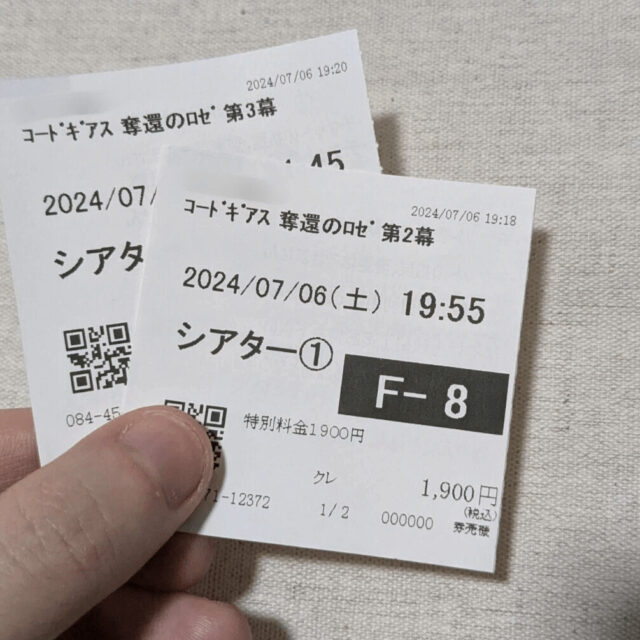 2024/07/06 19:20
ｺｰﾄﾞｷﾞｱｽ 奪還のﾛｾﾞ 第3幕
2024/07/
:45
シアタ
084-45
2024/07/06 19:18
ｺｰﾄﾞｷﾞｱｽ 奪還のﾛｾﾞ 第2幕
2024/07/06(土) 19:55
シアター①
F- 8
特別料金1900円
クレ
1,900円
(税込)
71-12372
1/2
000000
券売機